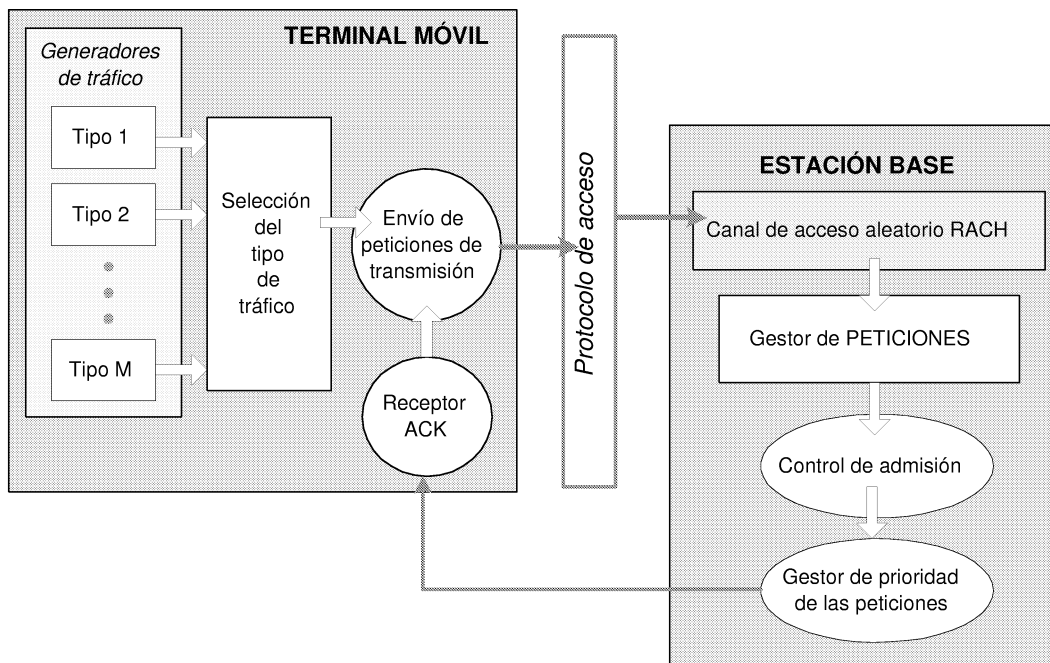 TERMINAL MÓVIL
Generadores
de tráfico
Tipo 1
Tipo 2
Tipo M
Selección
del
tipo
de
tráfico
Envío de
peticiones de
transmisión
Receptor
ACK
Protocolo de acceso
ESTACIÓN BASE
Canal de acceso aleatorio RACH
Gestor de PETICIONES
Control de admisión
Gestor de prioridad
de las peticiones